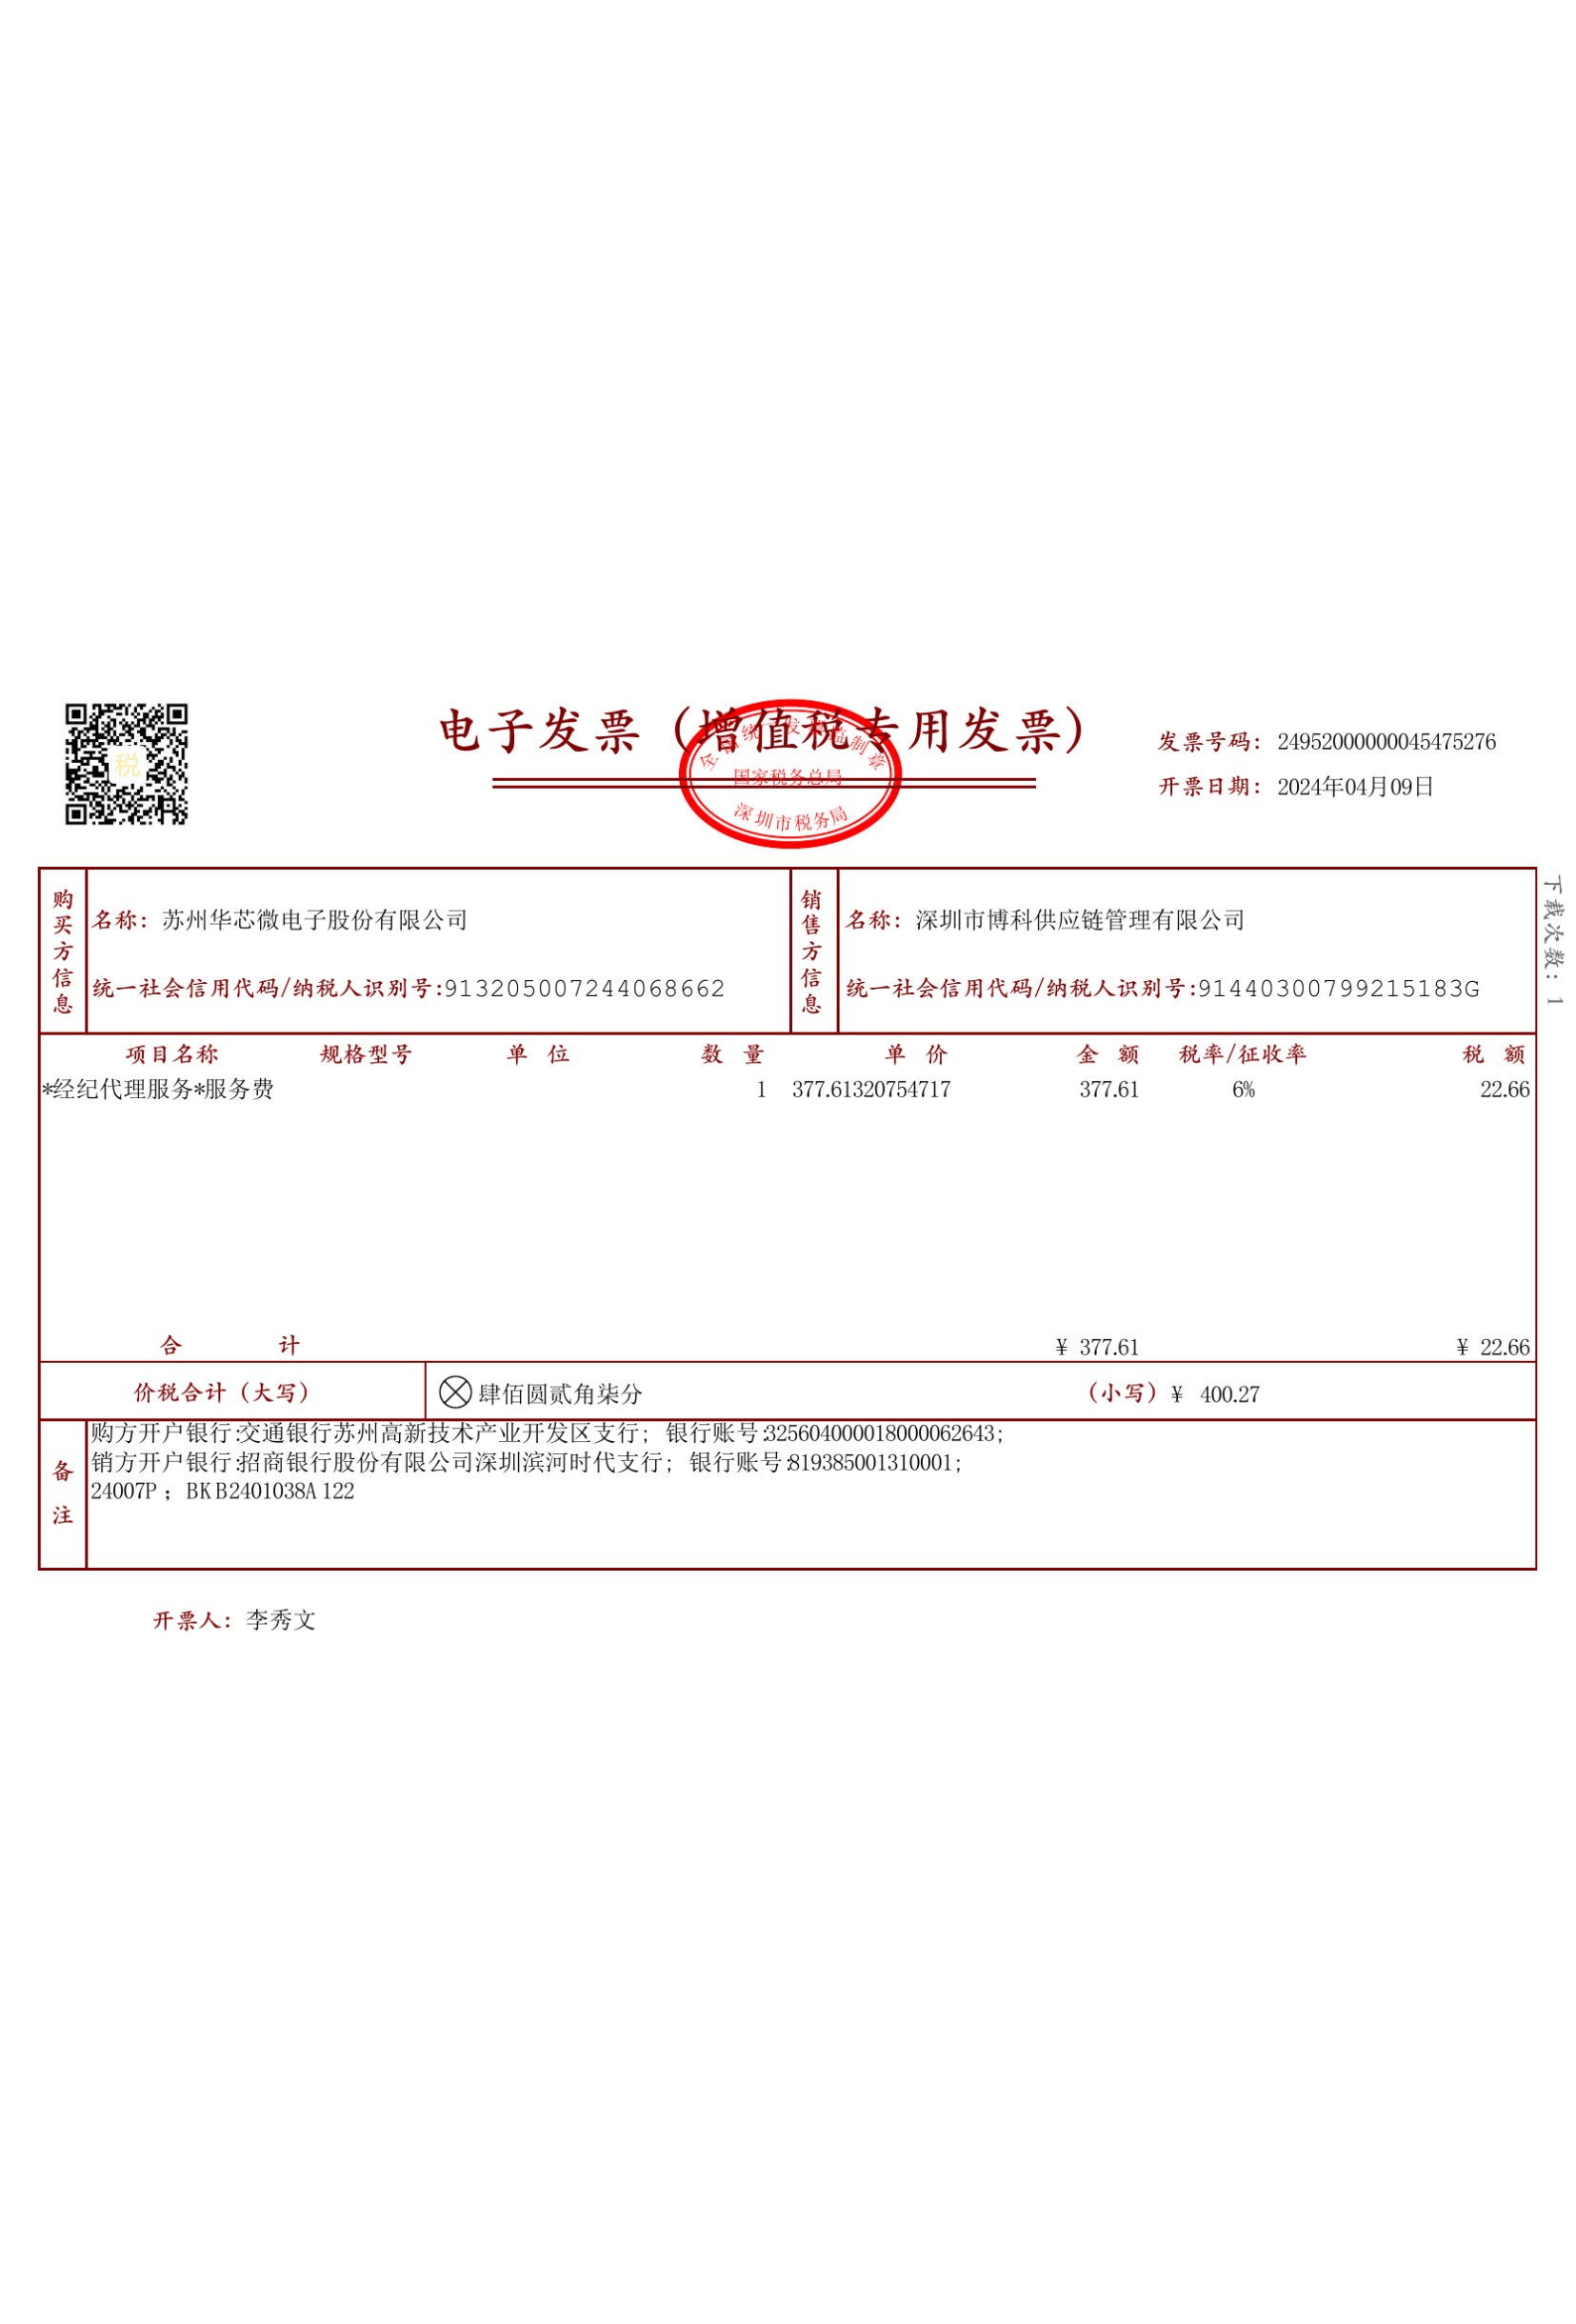 税
电子发票（增值税专用发票）
全国统一发票监制章
国家税务总局
深圳市税务局
发票号码：24952000000045475276
开票日期：2024年04月09日
购买方信息
名称：苏州华芯微电子股份有限公司
统一社会信用代码/纳税人识别号:913205007244068662
销售方信息
名称：深圳市博科供应链管理有限公司
统一社会信用代码/纳税人识别号:91440300799215183G
下载次数：1
项目名称 规格型号 单位 数量 单价 金额 税率/征收率 税额
*经纪代理服务*服务费 1 377.61320754717 377.61 6% 22.66
合计 ¥ 377.61 ¥ 22.66
价税合计（大写） 肆佰圆贰角柒分 （小写）¥ 400.27
备注
购方开户银行:交通银行苏州高新技术产业开发区支行； 银行账号:325604000018000062643;
销方开户银行:招商银行股份有限公司深圳滨河时代支行； 银行账号:819385001310001;
24007P ; BKB2401038A122
开票人：李秀文